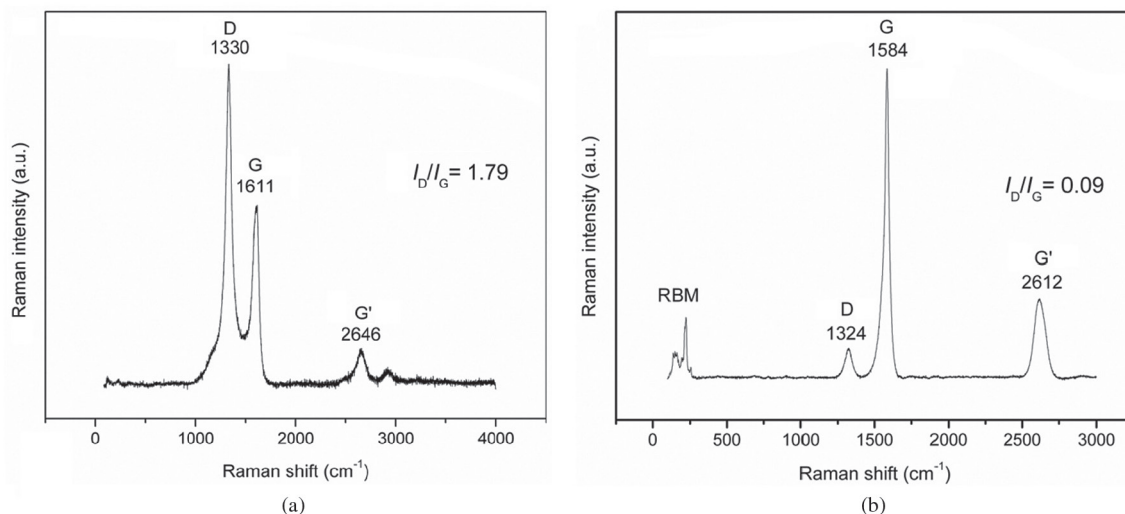 D
1330
G
1611
I_D/I_G= 1.79
G'
2646
Raman intensity (a.u.)
0 1000 2000 3000 4000
Raman shift (cm⁻¹)
(a)
G
1584
I_D/I_G= 0.09
G'
2612
RBM
D
1324
Raman intensity (a.u.)
0 500 1000 1500 2000 2500 3000
Raman shift (cm⁻¹)
(b)